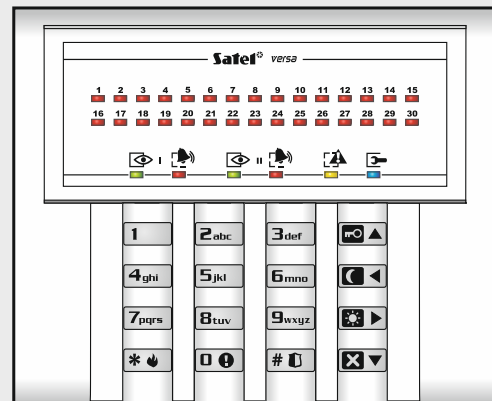 Satel versa
1 2 3 4 5 6 7 8 9 10 11 12 13 14 15
16 17 18 19 20 21 22 23 24 25 26 27 28 29 30
I II
1 2abc 3def
4ghi 5jkl 6mno
7pqrs 8tuv 9wxyz
* 0 #